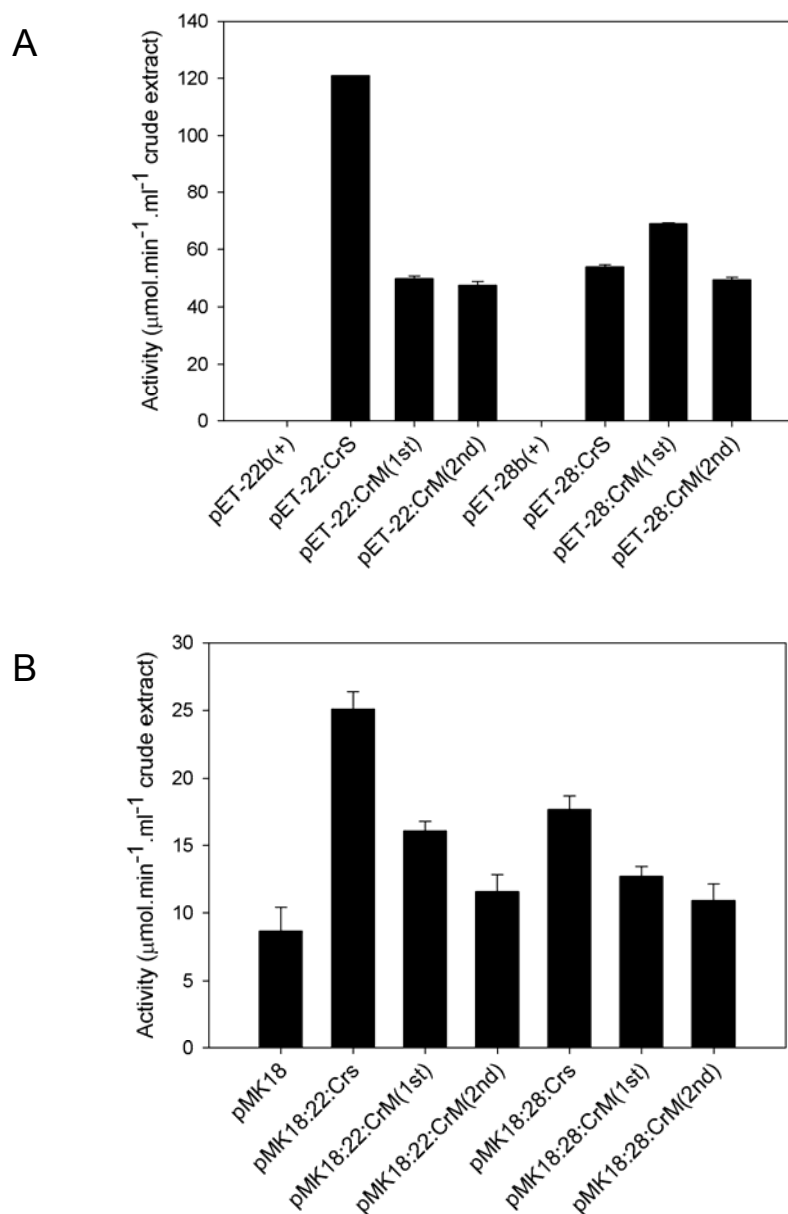 A
Activity (μmol.min⁻¹.ml⁻¹ crude extract)
140
120
100
80
60
40
20
0
pET-22b(+)
pET-22:CrS
pET-22:CrM(1st)
pET-22:CrM(2nd)
pET-28b(+)
pET-28:CrS
pET-28:CrM(1st)
pET-28:CrM(2nd)
B
Activity (μmol.min⁻¹.ml⁻¹ crude extract)
30
25
20
15
10
5
0
pMK18
pMK18:22:Crs
pMK18:22:CrM(1st)
pMK18:22:CrM(2nd)
pMK18:28:Crs
pMK18:28:CrM(1st)
pMK18:28:CrM(2nd)